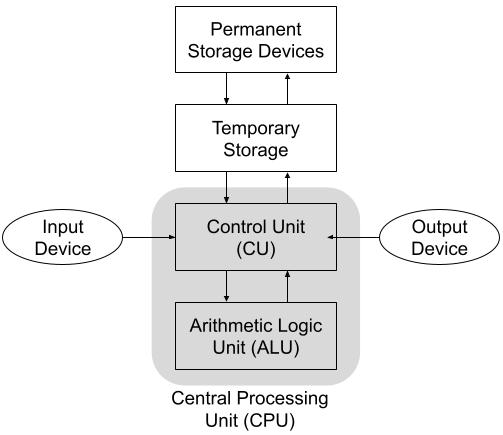 Permanent
Storage Devices
Temporary
Storage
Input
Device
Control Unit
(CU)
Output
Device
Arithmetic Logic
Unit (ALU)
Central Processing
Unit (CPU)